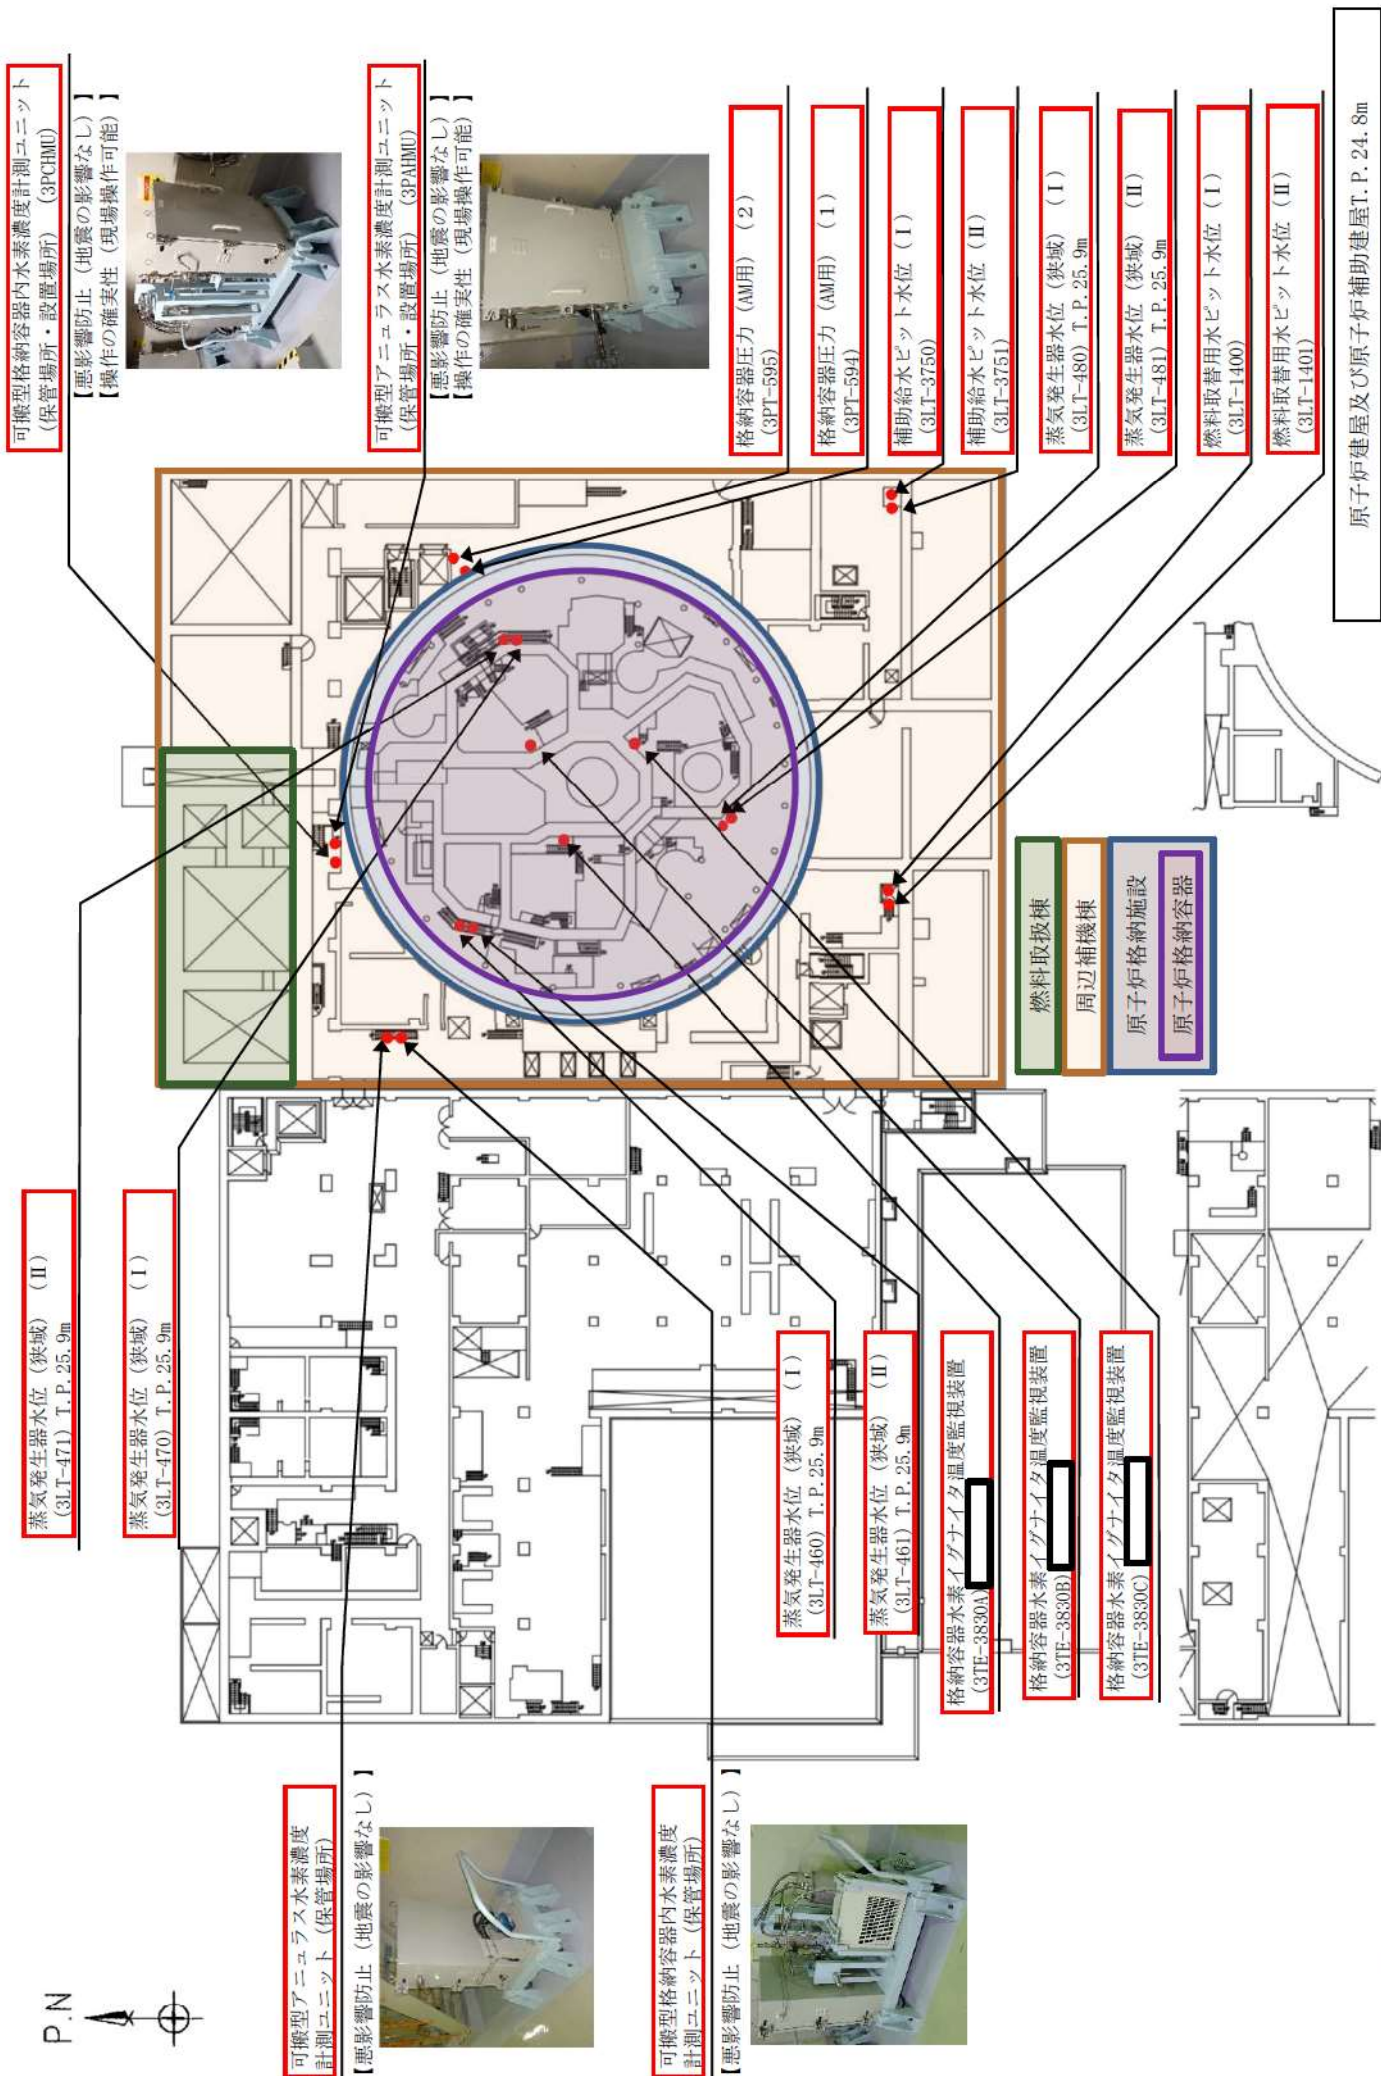 P.N
可搬型アニュラス水素濃度
計測ユニット（保管場所）
【悪影響防止（地震の影響なし）】
可搬型格納容器内水素濃度
計測ユニット（保管場所）
【悪影響防止（地震の影響なし）】
蒸気発生器水位（狭域）（Ⅱ）
(3LT-471) T.P.25.9m
蒸気発生器水位（狭域）（Ⅰ）
(3LT-470) T.P.25.9m
蒸気発生器水位（狭域）（Ⅰ）
(3LT-460) T.P.25.9m
蒸気発生器水位（狭域）（Ⅱ）
(3LT-461) T.P.25.9m
格納容器水素イグナイタ温度監視装置
(3TE-3830A)
格納容器水素イグナイタ温度監視装置
(3TE-3830B)
格納容器水素イグナイタ温度監視装置
(3TE-3830C)
燃料取扱棟
周辺補機棟
原子炉格納施設
原子炉格納容器
可搬型格納容器内水素濃度計測ユニット
（保管場所・設置場所）（3PCHMU）
【悪影響防止（地震の影響なし）】
【操作の確実性（現場操作可能）】
可搬型アニュラス水素濃度計測ユニット
（保管場所・設置場所）（3PAHMU）
【悪影響防止（地震の影響なし）】
【操作の確実性（現場操作可能）】
格納容器圧力（AM用）（2）
(3PT-595)
格納容器圧力（AM用）（1）
(3PT-594)
補助給水ピット水位（Ⅰ）
(3LT-3750)
補助給水ピット水位（Ⅱ）
(3LT-3751)
蒸気発生器水位（狭域）（Ⅰ）
(3LT-480) T.P.25.9m
蒸気発生器水位（狭域）（Ⅱ）
(3LT-481) T.P.25.9m
燃料取替用水ピット水位（Ⅰ）
(3LT-1400)
燃料取替用水ピット水位（Ⅱ）
(3LT-1401)
原子炉建屋及び原子炉補助建屋T.P.24.8m